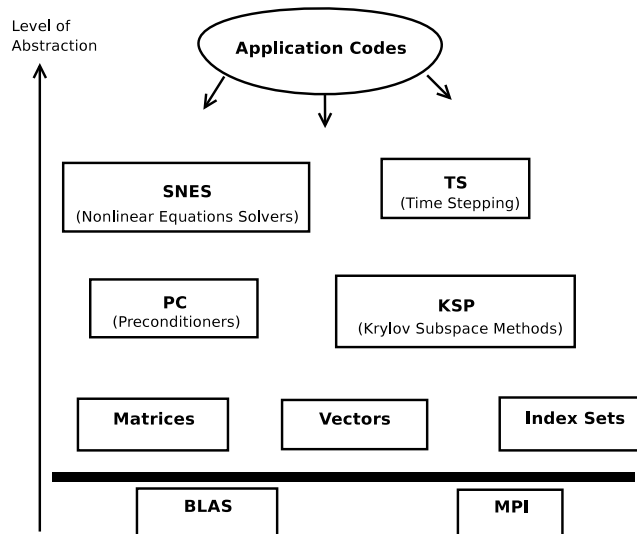 Level of
Abstraction
Application Codes
SNES
(Nonlinear Equations Solvers)
TS
(Time Stepping)
PC
(Preconditioners)
KSP
(Krylov Subspace Methods)
Matrices
Vectors
Index Sets
BLAS
MPI